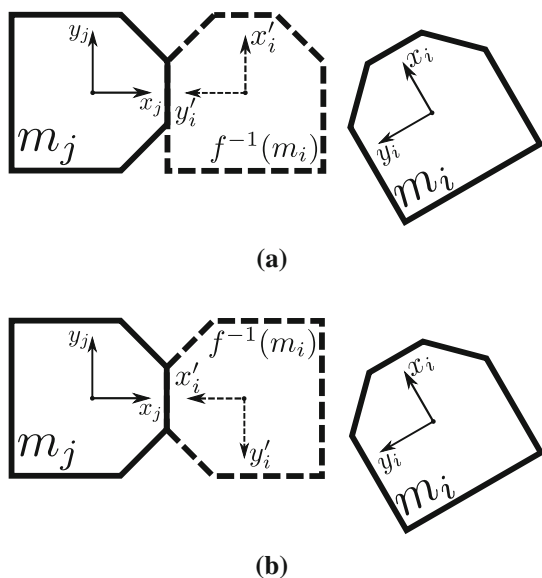 y_j
x'_i
x_i
x_j
y'_i
y_i
m_j
f^{-1}(m_i)
m_i
(a)
y_j
f^{-1}(m_i)
x'_i
x_i
x_j
y_i
m_j
y'_i
m_i
(b)